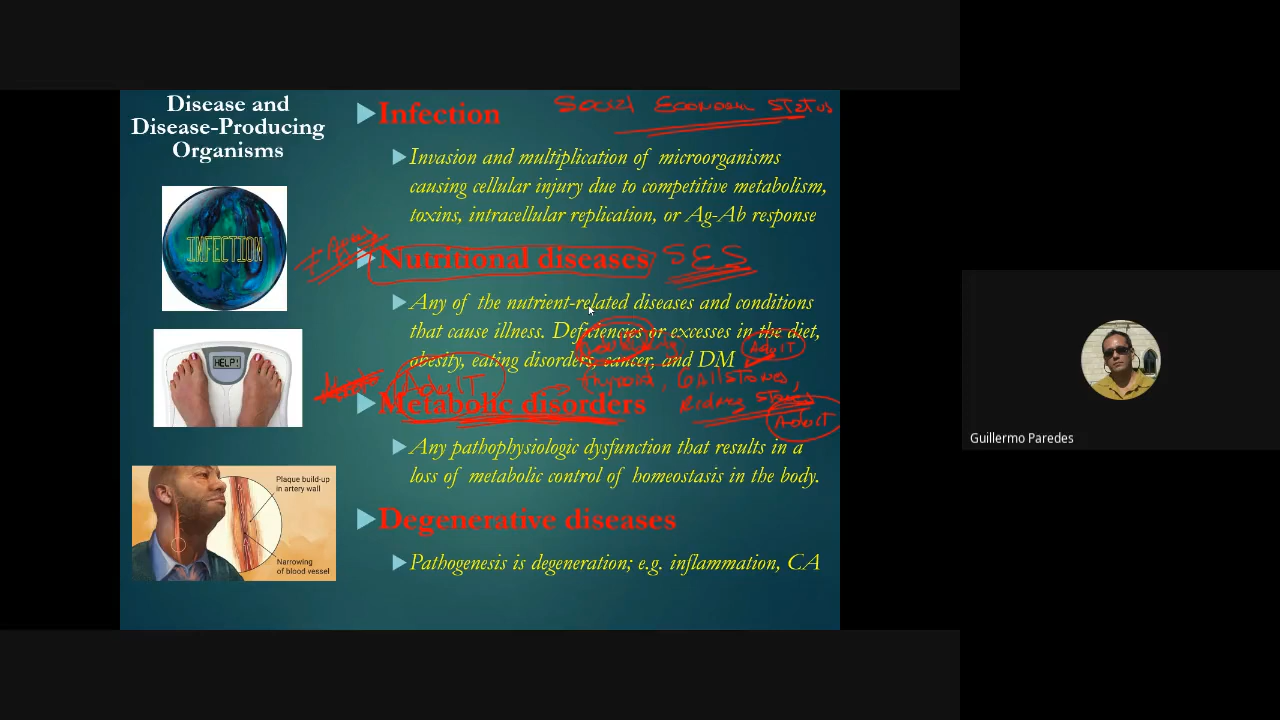 Disease and
Disease-Producing
Organisms
Infection
Social Economic Status
Invasion and multiplication of microorganisms
causing cellular injury due to competitive metabolism,
toxins, intracellular replication, or Ag-Ab response
INFECTION
≠ Ages
Nutritional diseases SES
Any of the nutrient-related diseases and conditions
that cause illness. Deficiencies or excesses in the diet,
obesity, eating disorders, cancer, and DM
HELP!
Adult
Adult
thyroid, Gallstones,
Kidney stones
Adult
Metabolic disorders
Any pathophysiologic dysfunction that results in a
loss of metabolic control of homeostasis in the body.
Plaque build-up
in artery wall
Narrowing
of blood vessel
Degenerative diseases
Pathogenesis is degeneration; e.g. inflammation, CA
Guillermo Paredes